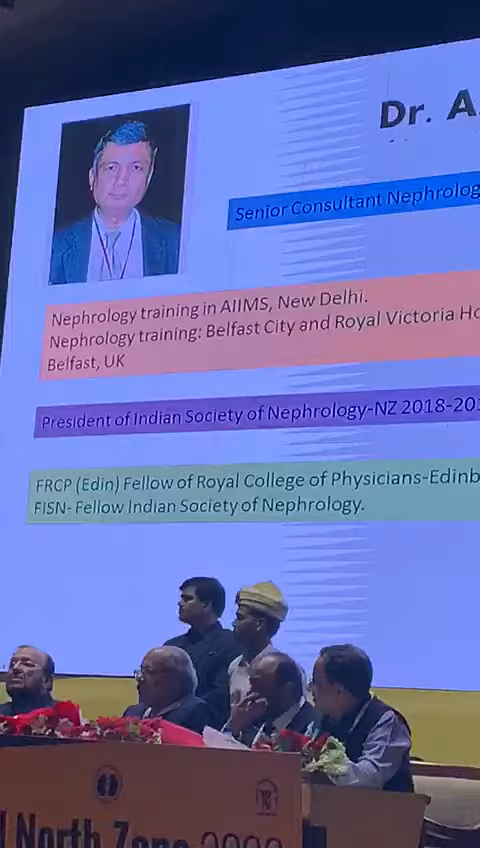 Dr. A.
Senior Consultant Nephrolog
Nephrology training in AIIMS, New Delhi.
Nephrology training: Belfast City and Royal Victoria Ho
Belfast, UK
President of Indian Society of Nephrology-NZ 2018-201
FRCP (Edin) Fellow of Royal College of Physicians-Edinb
FISN- Fellow Indian Society of Nephrology.
North Zone